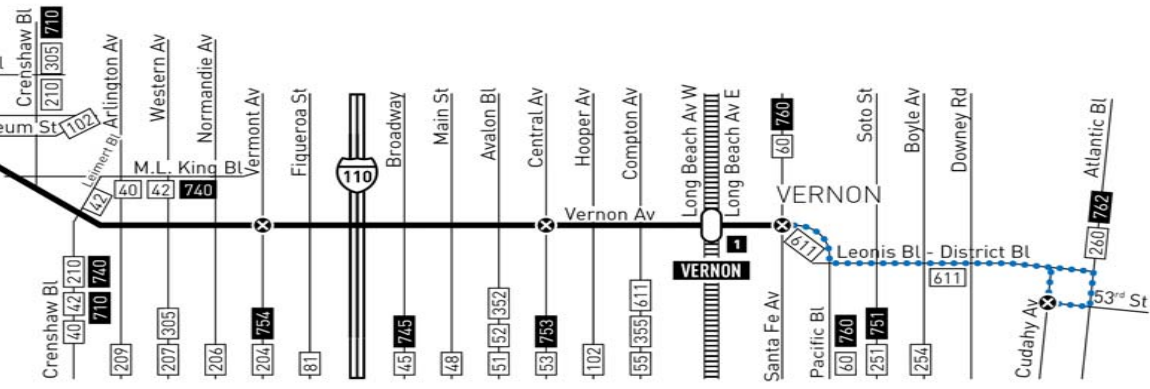 Crenshaw Bl
210 305 710
l
eum St 102
Arlington Av
Western Av
Normandie Av
Vermont Av
Figueroa St
110
Broadway
Main St
Avalon Bl
Central Av
Hooper Av
Compton Av
Long Beach Av W
Long Beach Av E
60 760
Soto St
Boyle Av
Downey Rd
Atlantic Bl
260 762
Leimert Bl
42
M.L. King Bl
40 42 740
Vernon Av
VERNON
1
VERNON
611
Leonis Bl - District Bl
611
53rd St
Cudahy Av
Crenshaw Bl
40 42 210
710 740
209
207 305
206
204 754
81
45 745
48
51 52 352
53 753
102
55 355 611
Santa Fe Av
Pacific Bl
60 760
251 751
254